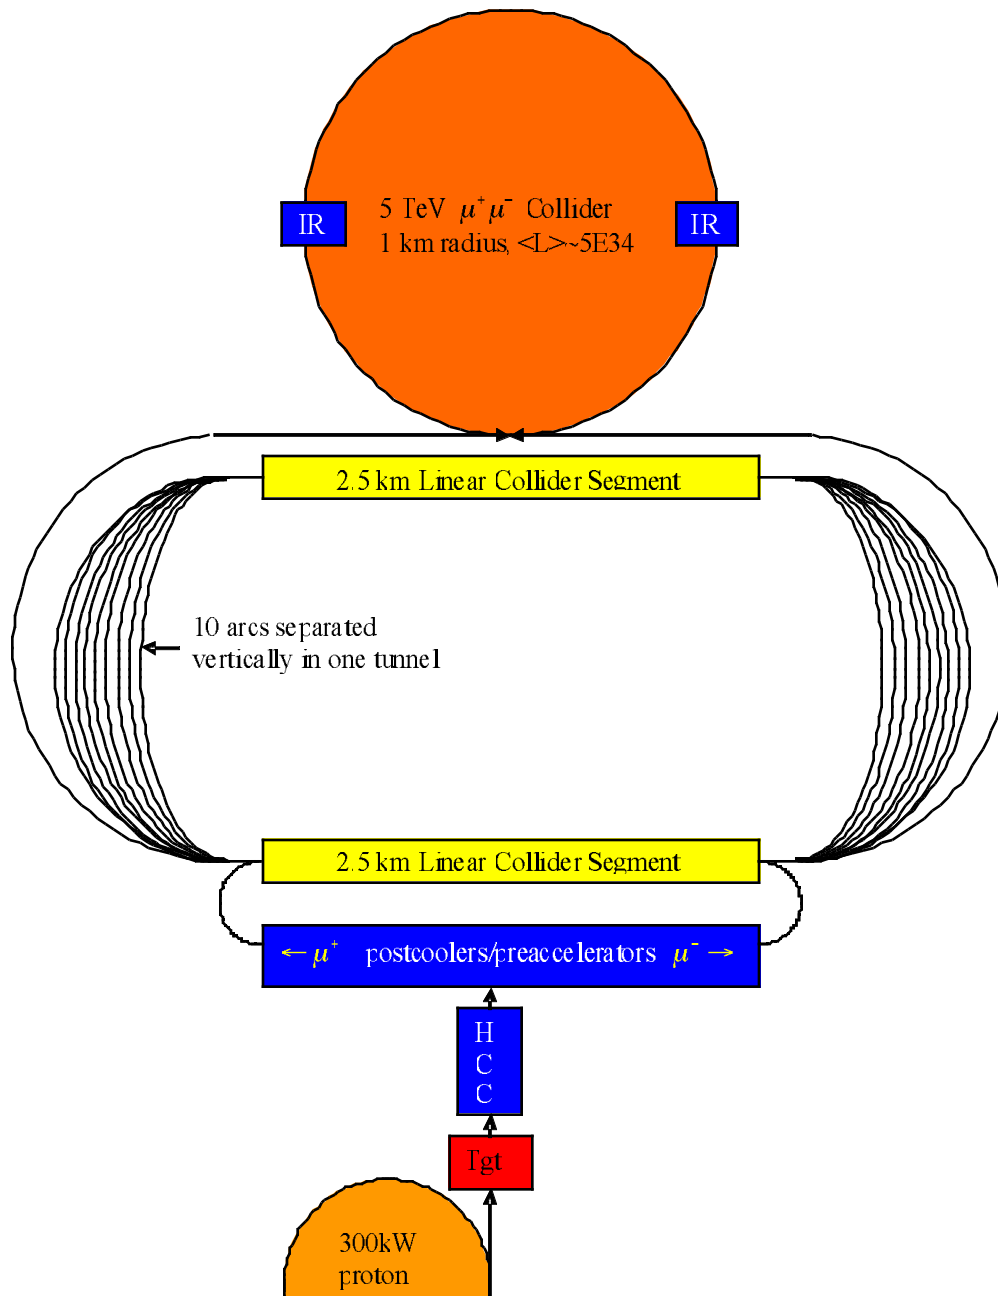 5 TeV μ⁺μ⁻ Collider
1 km radius, <L>~5E34
IR
IR
2.5 km Linear Collider Segment
10 arcs separated
vertically in one tunnel
2.5 km Linear Collider Segment
← μ⁺ postcoolers/preaccelerators μ⁻ →
H
C
C
Tgt
300kW
proton